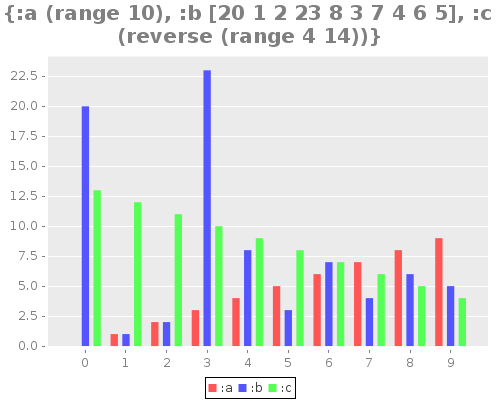 {:a (range 10), :b [20 1 2 23 8 3 7 4 6 5], :c
(reverse (range 4 14))}
22.5
20.0
17.5
15.0
12.5
10.0
7.5
5.0
2.5
0.0
0 1 2 3 4 5 6 7 8 9
:a :b :c